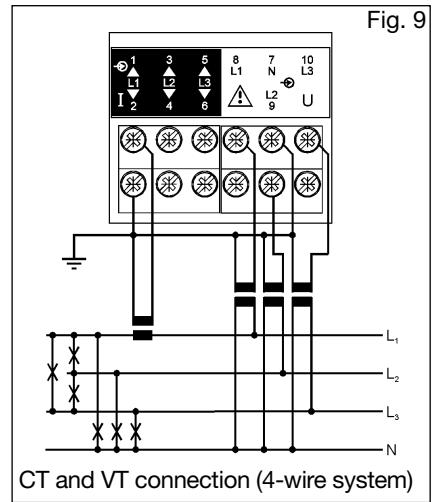 Fig. 9
1 3 5 8 7 10
L1 N L3
L1 L2 L3
L2
I 2 4 6 9 U
L1
L2
L3
N
CT and VT connection (4-wire system)